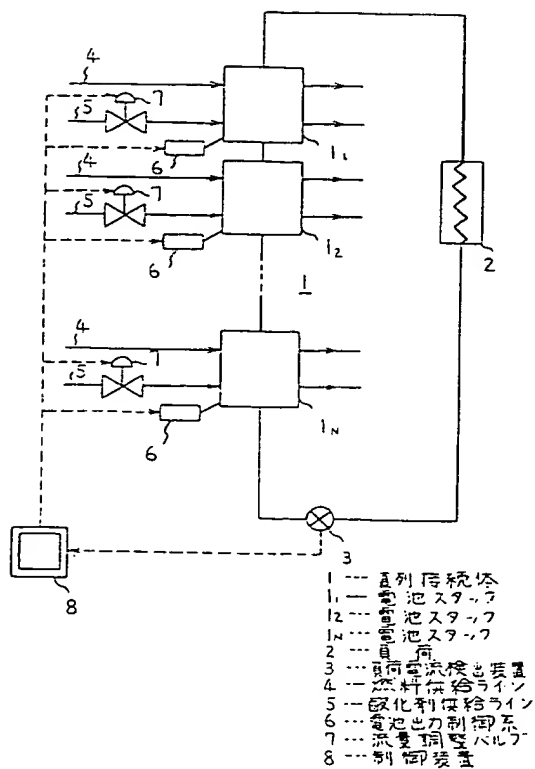 4
7
5
6
1₁
4
7
5
6
1₂
2
1
4
7
5
6
1N
3
8
1 --- 直列接続体
1₁ — 電池スタック
1₂ --- 電池スタック
1N --- 電池スタック
2 --- 負荷
3 --- 負荷電流検出装置
4 --- 燃料供給ライン
5 --- 酸化剤供給ライン
6 --- 電池出力制御系
7 --- 流量調整バルブ
8 --- 制御装置